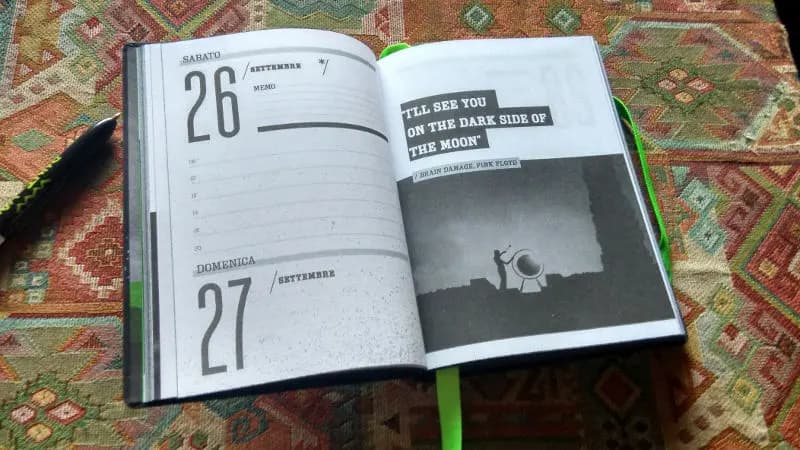 SABATO
26 / SETTEMBRE */
MEMO
DOMENICA
27 / SETTEMBRE
"I'LL SEE YOU
ON THE DARK SIDE OF
THE MOON"
/ BRAIN DAMAGE, PINK FLOYD